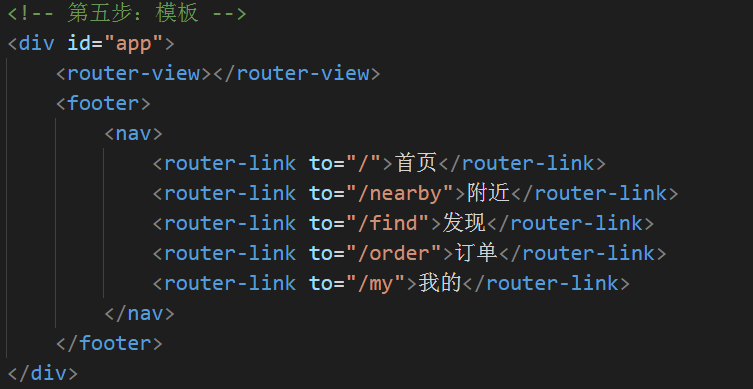 <!-- 第五步：模板 -->
<div id="app">
    <router-view></router-view>
    <footer>
        <nav>
            <router-link to="/">首页</router-link>
            <router-link to="/nearby">附近</router-link>
            <router-link to="/find">发现</router-link>
            <router-link to="/order">订单</router-link>
            <router-link to="/my">我的</router-link>
        </nav>
    </footer>
</div>